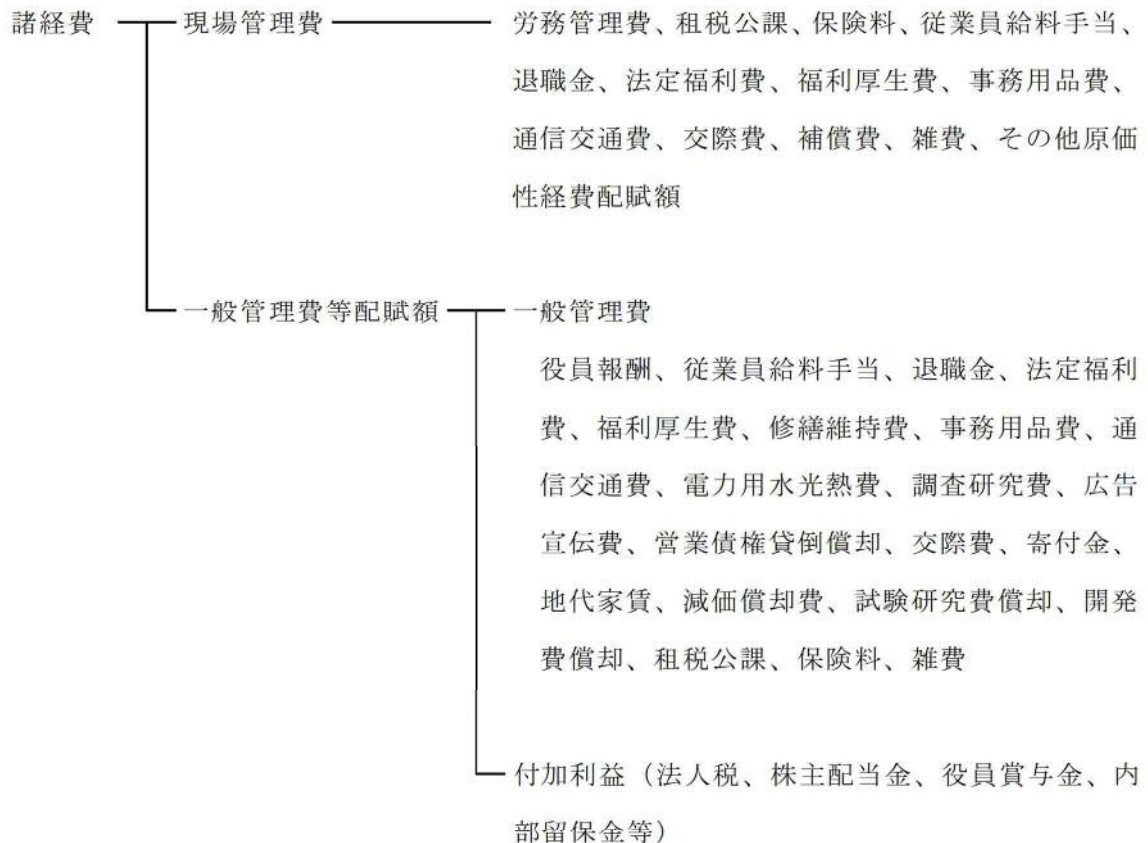 諸経費
現場管理費
労務管理費、租税公課、保険料、従業員給料手当、
退職金、法定福利費、福利厚生費、事務用品費、
通信交通費、交際費、補償費、雑費、その他原価
性経費配賦額
一般管理費等配賦額
一般管理費
役員報酬、従業員給料手当、退職金、法定福利
費、福利厚生費、修繕維持費、事務用品費、通
信交通費、電力用水光熱費、調査研究費、広告
宣伝費、営業債権貸倒償却、交際費、寄付金、
地代家賃、減価償却費、試験研究費償却、開発
費償却、租税公課、保険料、雑費
付加利益（法人税、株主配当金、役員賞与金、内
部留保金等）